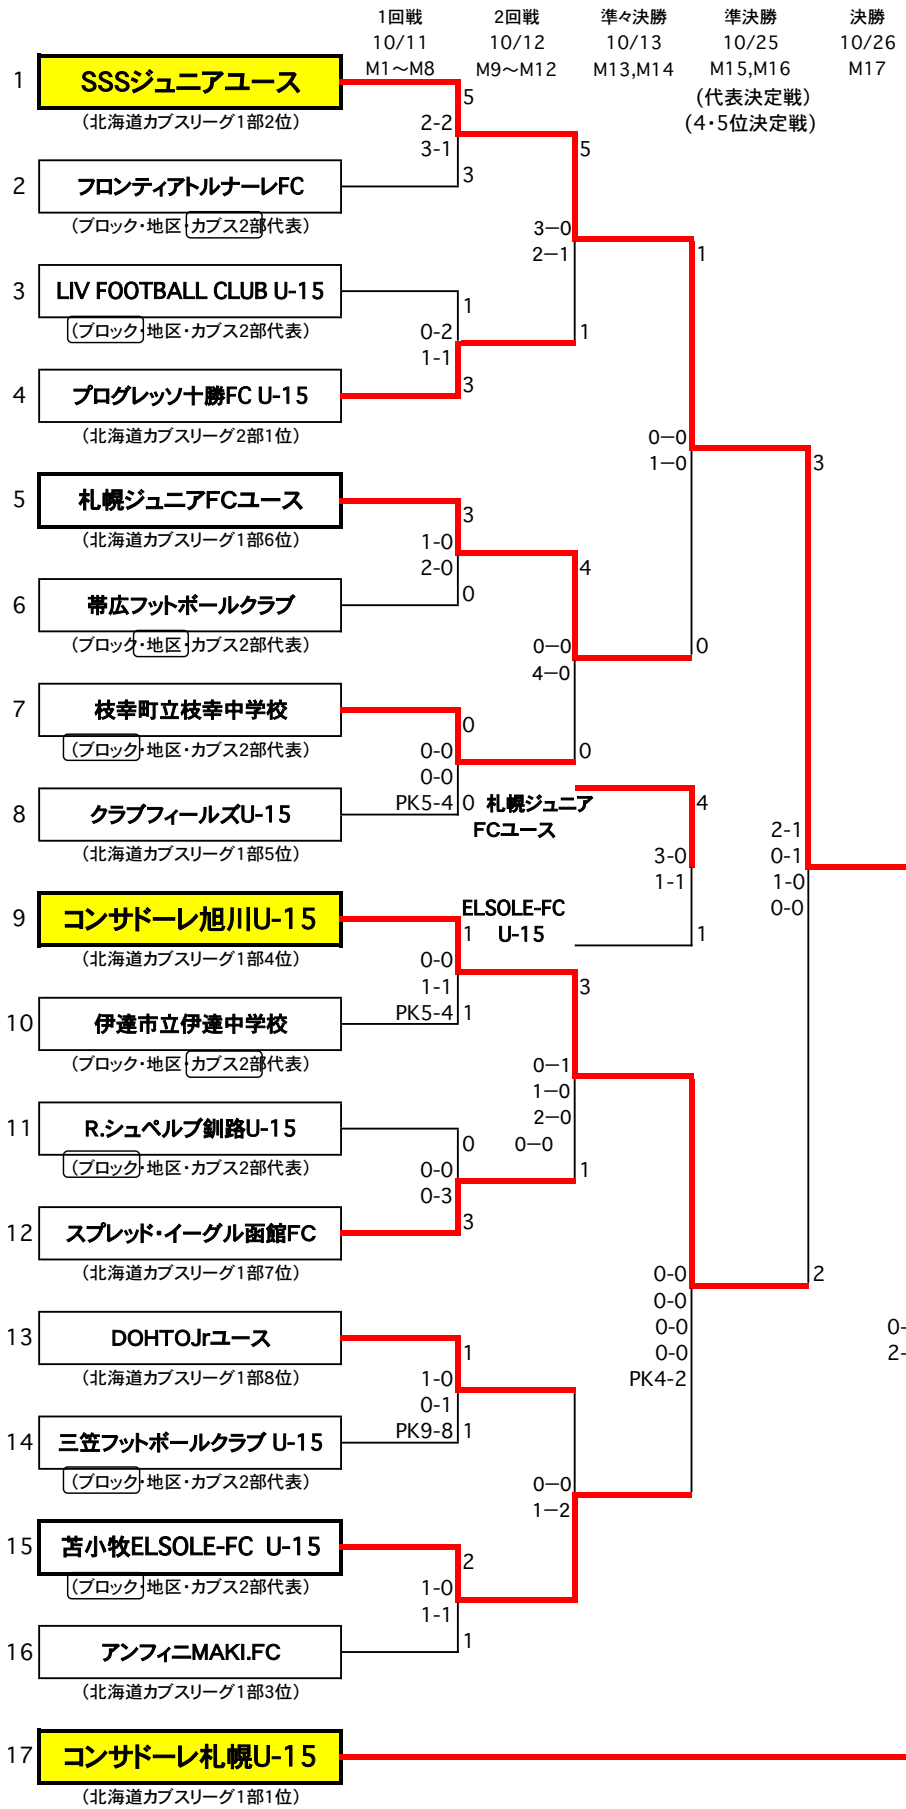 1回戦 2回戦 準々決勝 準決勝 決勝
10/11 10/12 10/13 10/25 10/26
M1～M8 M9～M12 M13,M14 M15,M16 M17
(代表決定戦)
(4・5位決定戦)
1 SSSジュニアユース
(北海道カブスリーグ1部2位)
5
2-2
3-1
3
2 フロンティアトルナーレFC
(ブロック・地区・カブス2部代表)
5
3－0
2－1
1
3 LIV FOOTBALL CLUB U-15
(ブロック・地区・カブス2部代表)
1
0-2
1-1
3
4 プログレッソ十勝FC U-15
(北海道カブスリーグ2部1位)
1
0－0
1－0
0
5 札幌ジュニアFCユース
(北海道カブスリーグ1部6位)
3
1-0
2-0
0
6 帯広フットボールクラブ
(ブロック・地区・カブス2部代表)
4
0－0
4－0
0
7 枝幸町立枝幸中学校
(ブロック・地区・カブス2部代表)
0
0-0
0-0
PK5-4 0
8 クラブフィールズU-15
(北海道カブスリーグ1部5位)
札幌ジュニア
FCユース
4
3-0
1-1
1
ELSOLE-FC
U-15
3
2-1
0-1
1-0
0-0
2
9 コンサドーレ旭川U-15
(北海道カブスリーグ1部4位)
1
0-0
1-1
PK5-4 1
10 伊達市立伊達中学校
(ブロック・地区・カブス2部代表)
3
0－1
1－0
2－0
0－0
1
11 R.シュペルブ釧路U-15
(ブロック・地区・カブス2部代表)
0
0-0
0-3
3
12 スプレッド・イーグル函館FC
(北海道カブスリーグ1部7位)
0-0
0-0
0-0
0-0
PK4-2
0-
2-
13 DOHTOJrユース
(北海道カブスリーグ1部8位)
1
1-0
0-1
PK9-8 1
14 三笠フットボールクラブ U-15
(ブロック・地区・カブス2部代表)
0－0
1－2
15 苫小牧ELSOLE-FC U-15
(ブロック・地区・カブス2部代表)
2
1-0
1-1
1
16 アンフィニMAKI.FC
(北海道カブスリーグ1部3位)
17 コンサドーレ札幌U-15
(北海道カブスリーグ1部1位)